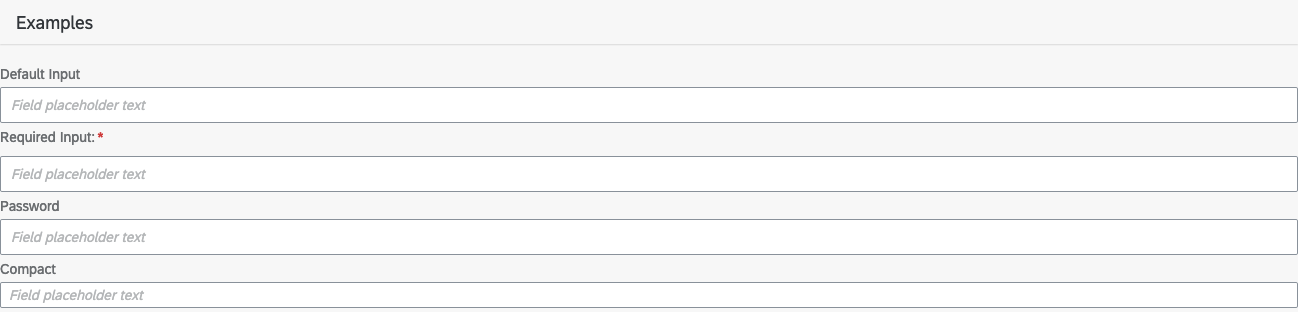 Examples
Default Input
Field placeholder text
Required Input: *
Field placeholder text
Password
Field placeholder text
Compact
Field placeholder text